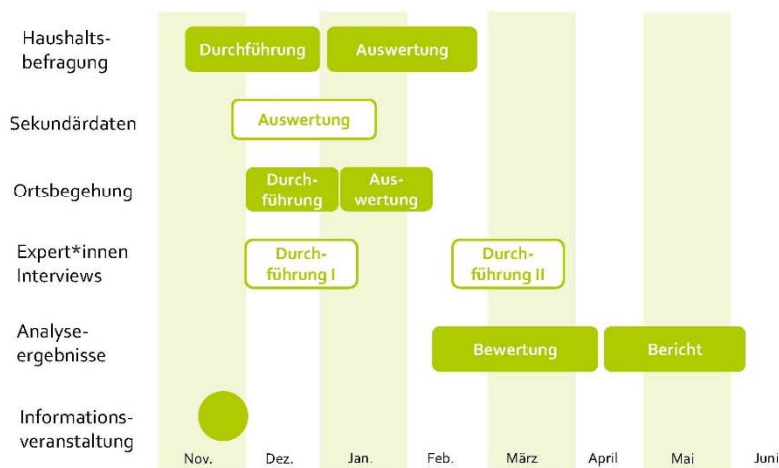 Haushalts-
befragung
Durchführung
Auswertung
Sekundärdaten
Auswertung
Ortsbegehung
Durch-
führung
Aus-
wertung
Expert*innen
Interviews
Durch-
führung I
Durch-
führung II
Analyse-
ergebnisse
Bewertung
Bericht
Informations-
veranstaltung
Nov. Dez. Jan. Feb. März April Mai Juni